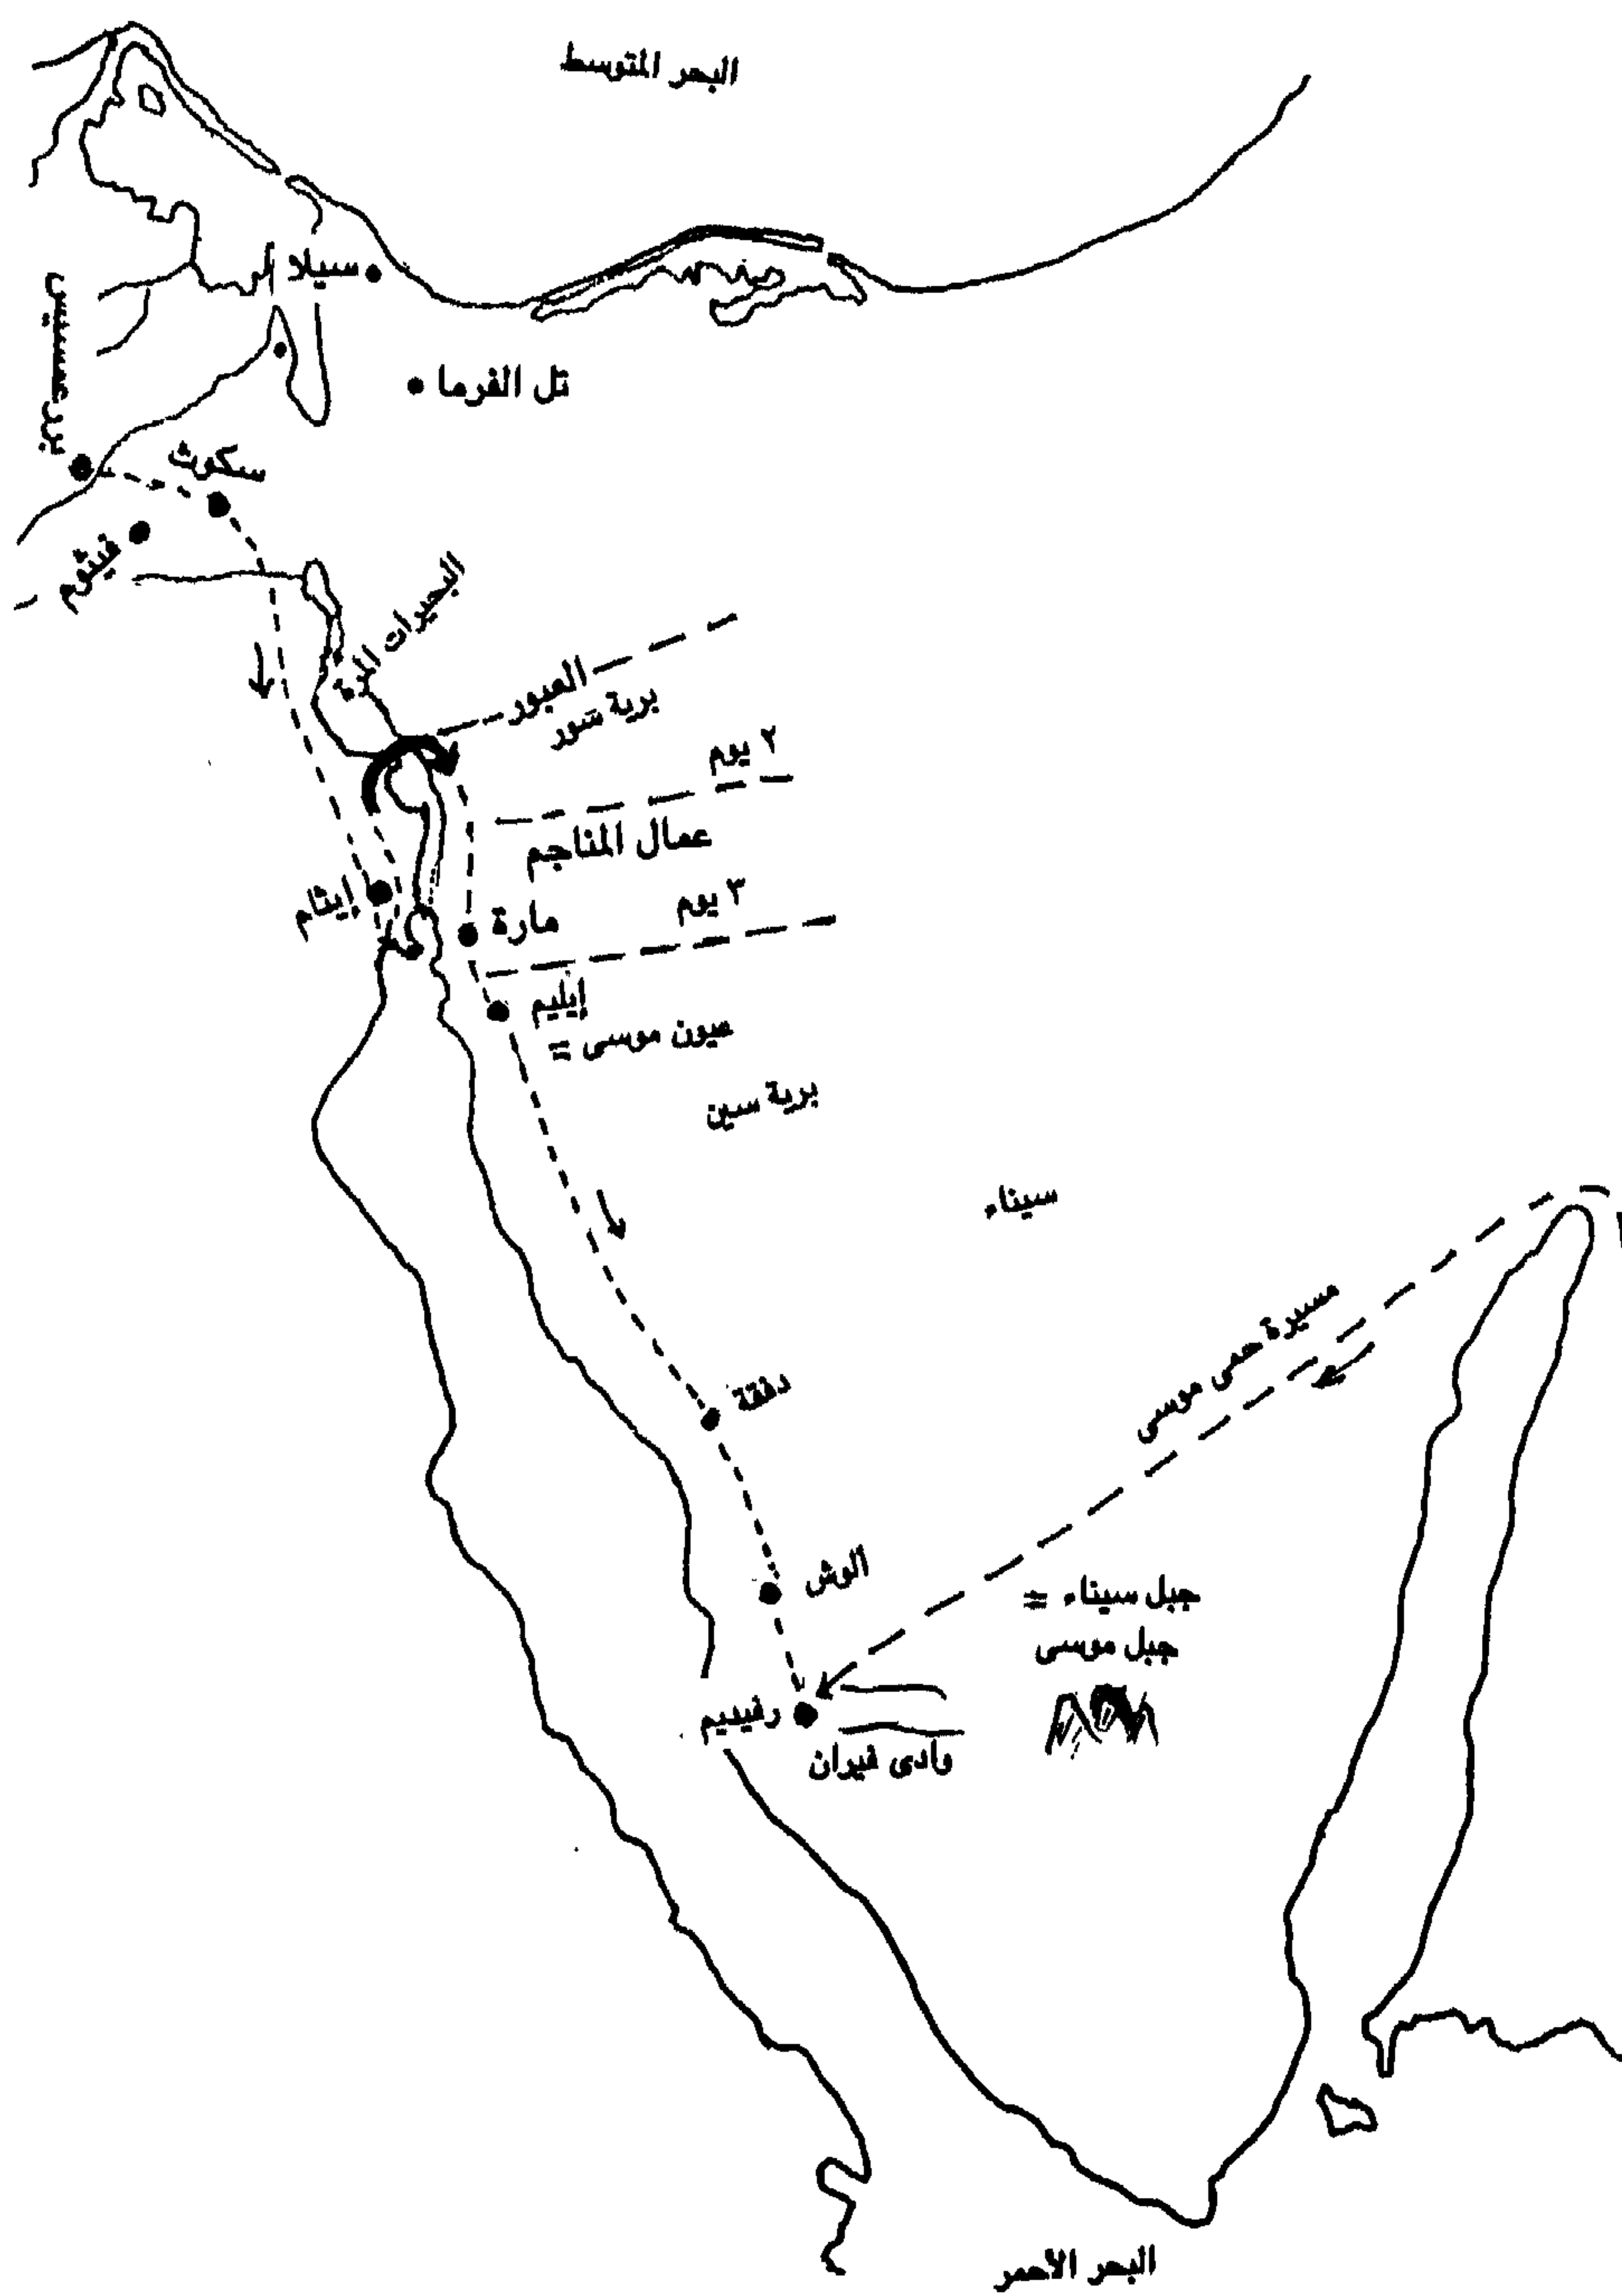 البحر المتوسط
سيلا
تل الفرما
بررعمسيس
سكوث
فيثوم
البحيرات
العبور
برية شور
٢ يوم
عمال المناجم
٣ يوم
إيثام
مارة
إيليم
= عيون موسى
برية سين
سيناء
مسيرة حمى موسى
دفقة
الوش
جبل سيناء =
جبل موسى
رفيديم
وادى فيران
البحر الأحمر